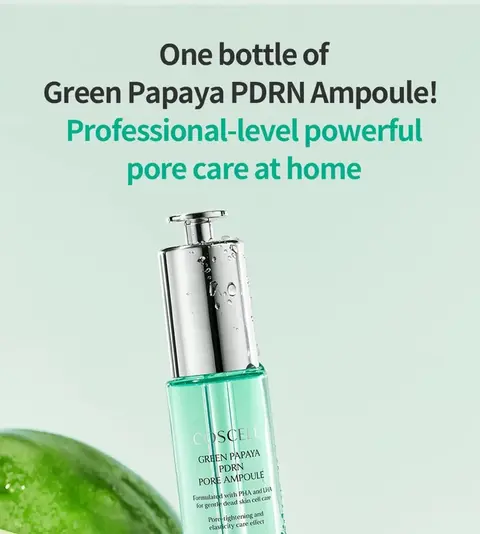 One bottle of
Green Papaya PDRN Ampoule!
Professional-level powerful
pore care at home
COSCELL
GREEN PAPAYA
PDRN
PORE AMPOULE
Formulated with PHA and LHA
for gentle dead skin cell care
Pore-tightening and
elasticity care effect